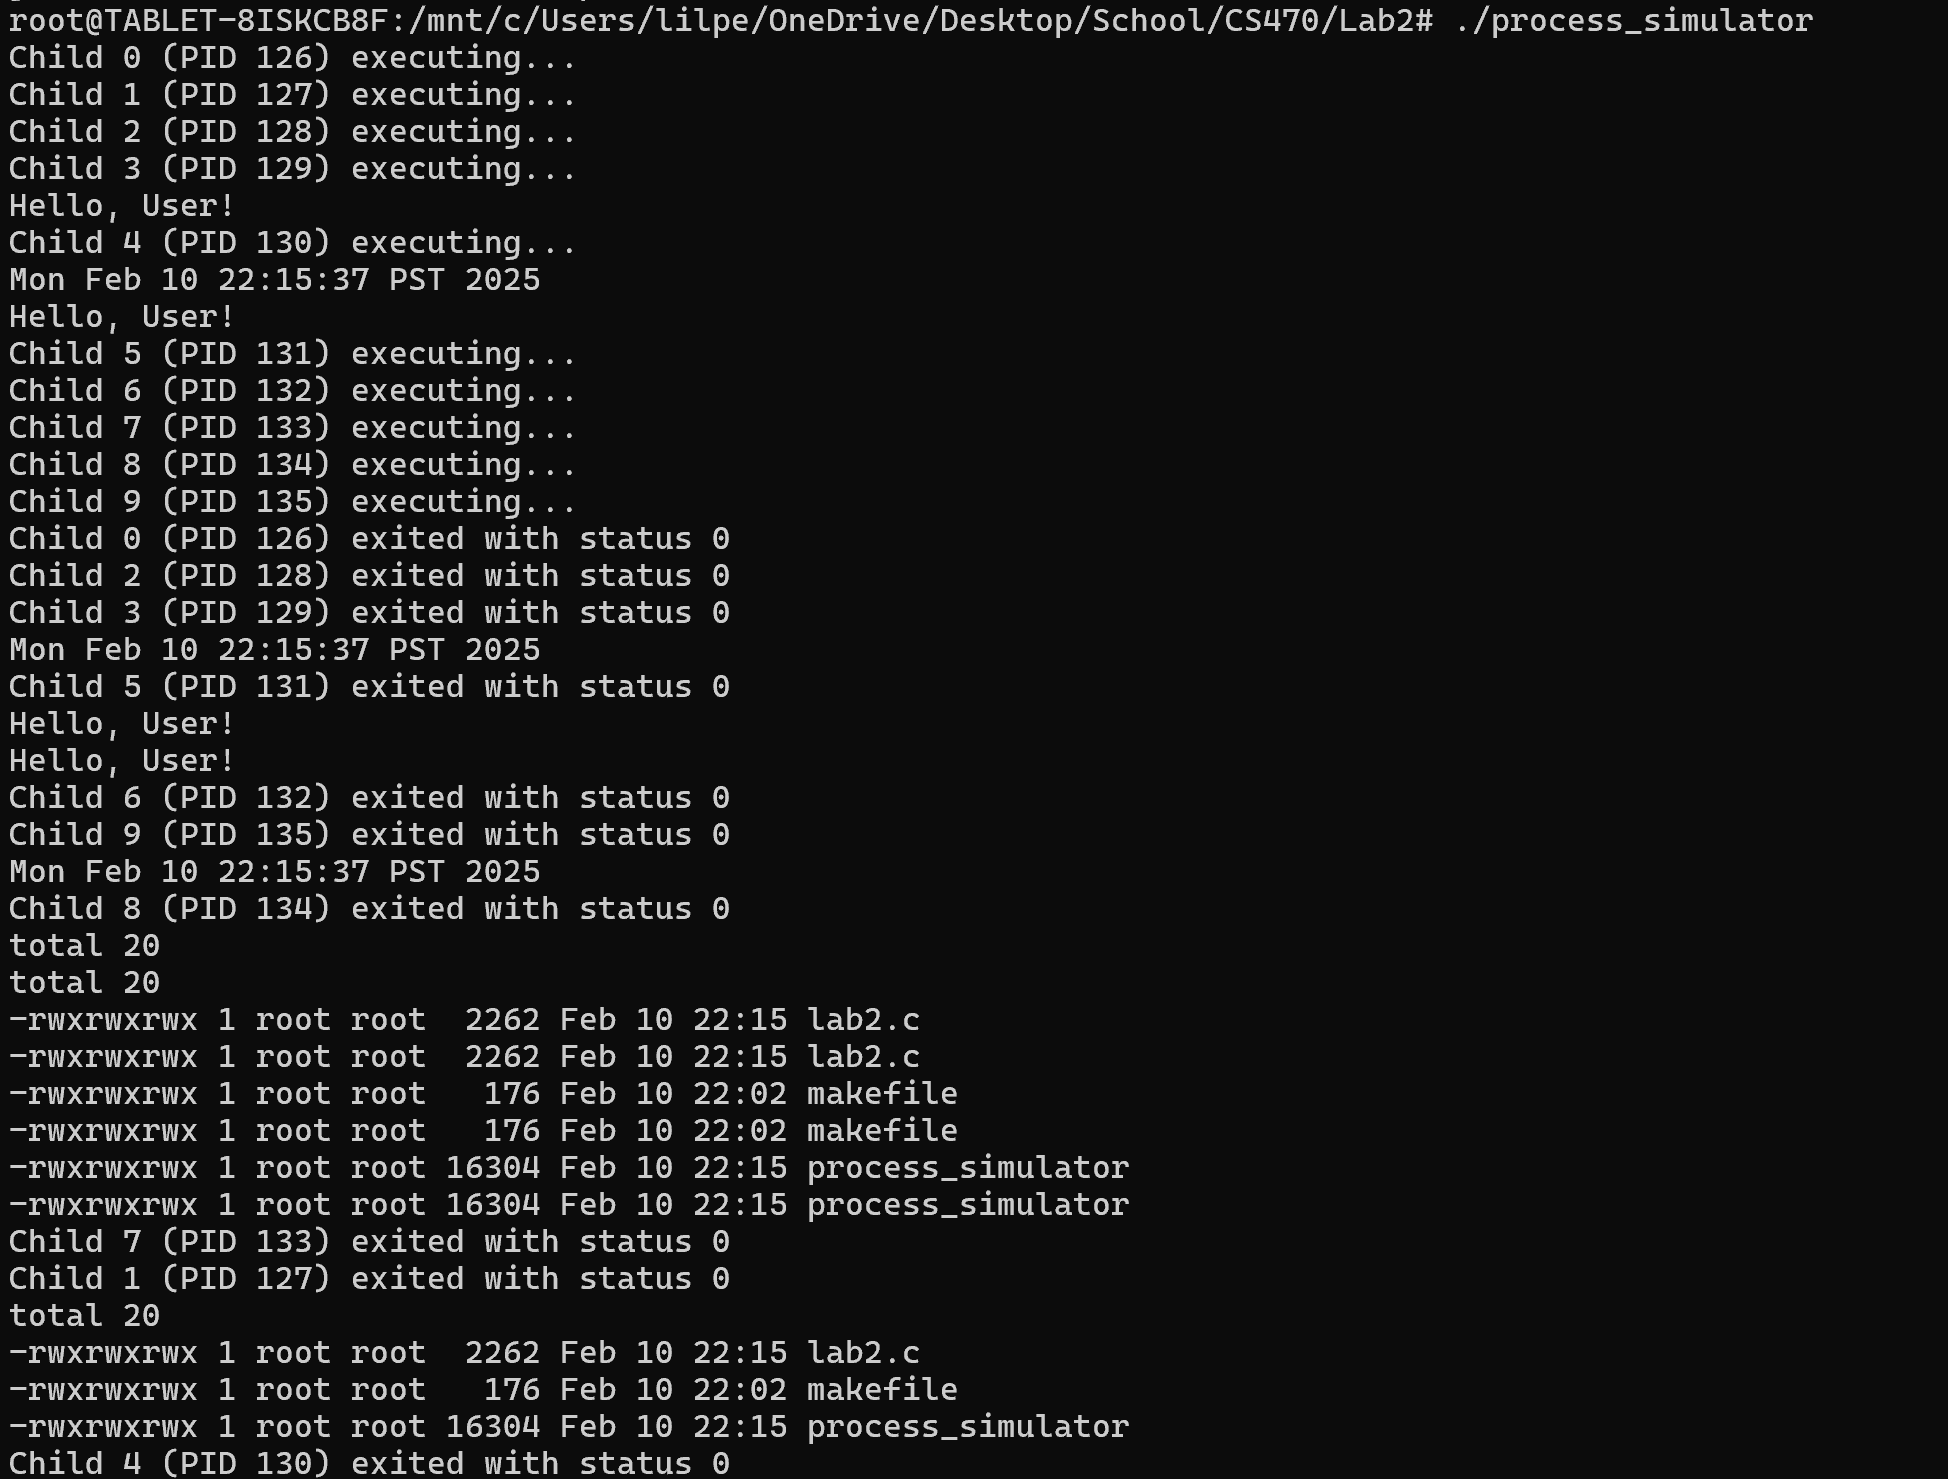 root@TABLET-8ISKCB8F:/mnt/c/Users/lilpe/OneDrive/Desktop/School/CS470/Lab2# ./process_simulator
Child 0 (PID 126) executing...
Child 1 (PID 127) executing...
Child 2 (PID 128) executing...
Child 3 (PID 129) executing...
Hello, User!
Child 4 (PID 130) executing...
Mon Feb 10 22:15:37 PST 2025
Hello, User!
Child 5 (PID 131) executing...
Child 6 (PID 132) executing...
Child 7 (PID 133) executing...
Child 8 (PID 134) executing...
Child 9 (PID 135) executing...
Child 0 (PID 126) exited with status 0
Child 2 (PID 128) exited with status 0
Child 3 (PID 129) exited with status 0
Mon Feb 10 22:15:37 PST 2025
Child 5 (PID 131) exited with status 0
Hello, User!
Hello, User!
Child 6 (PID 132) exited with status 0
Child 9 (PID 135) exited with status 0
Mon Feb 10 22:15:37 PST 2025
Child 8 (PID 134) exited with status 0
total 20
total 20
-rwxrwxrwx 1 root root  2262 Feb 10 22:15 lab2.c
-rwxrwxrwx 1 root root  2262 Feb 10 22:15 lab2.c
-rwxrwxrwx 1 root root   176 Feb 10 22:02 makefile
-rwxrwxrwx 1 root root   176 Feb 10 22:02 makefile
-rwxrwxrwx 1 root root 16304 Feb 10 22:15 process_simulator
-rwxrwxrwx 1 root root 16304 Feb 10 22:15 process_simulator
Child 7 (PID 133) exited with status 0
Child 1 (PID 127) exited with status 0
total 20
-rwxrwxrwx 1 root root  2262 Feb 10 22:15 lab2.c
-rwxrwxrwx 1 root root   176 Feb 10 22:02 makefile
-rwxrwxrwx 1 root root 16304 Feb 10 22:15 process_simulator
Child 4 (PID 130) exited with status 0